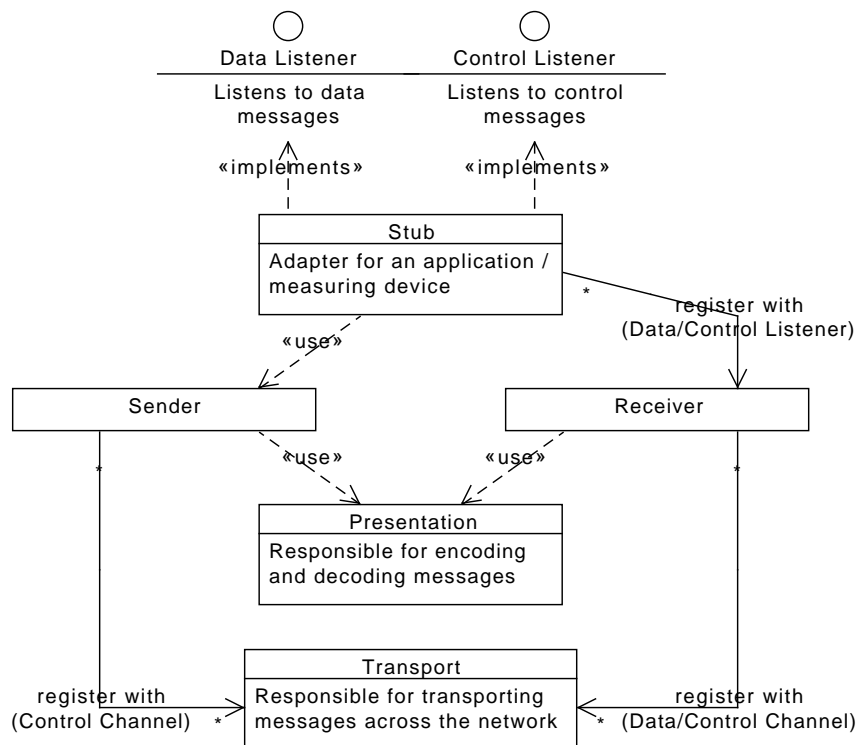 Data Listener
Control Listener
Listens to data
messages
Listens to control
messages
«implements»
«implements»
Stub
Adapter for an application /
measuring device
*
register with
(Data/Control Listener)
«use»
Sender
Receiver
*
*
«use»
«use»
Presentation
Responsible for encoding
and decoding messages
Transport
Responsible for transporting
messages across the network
register with
(Control Channel)
*
*
register with
(Data/Control Channel)